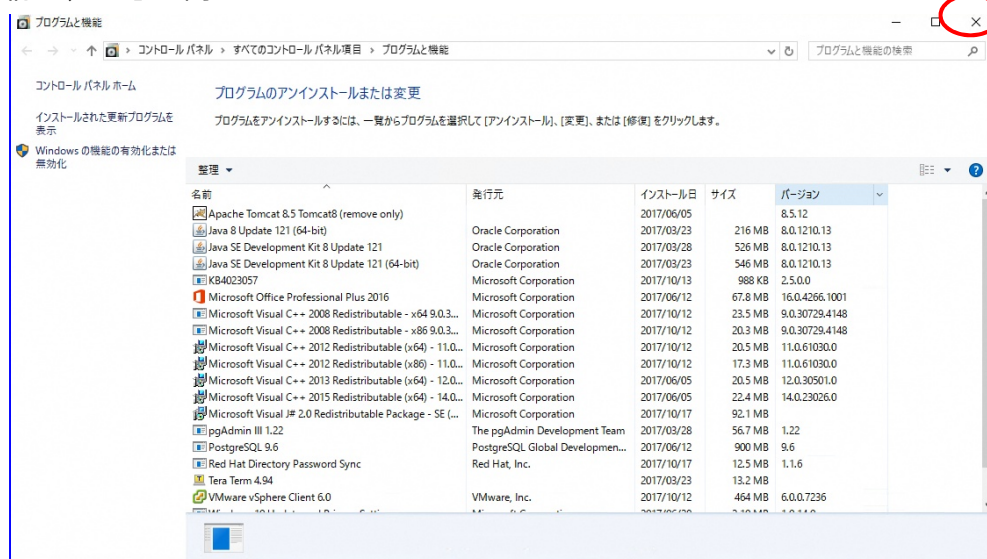 プログラムと機能
コントロール パネル › すべてのコントロール パネル項目 › プログラムと機能
プログラムと機能の検索
コントロール パネル ホーム
インストールされた更新プログラムを
表示
Windows の機能の有効化または
無効化
プログラムのアンインストールまたは変更
プログラムをアンインストールするには、一覧からプログラムを選択して [アンインストール]、[変更]、または [修復] をクリックします。
整理
名前 発行元 インストール日 サイズ バージョン
Apache Tomcat 8.5 Tomcat8 (remove only) 2017/06/05 8.5.12
Java 8 Update 121 (64-bit) Oracle Corporation 2017/03/23 216 MB 8.0.1210.13
Java SE Development Kit 8 Update 121 Oracle Corporation 2017/03/28 526 MB 8.0.1210.13
Java SE Development Kit 8 Update 121 (64-bit) Oracle Corporation 2017/03/23 546 MB 8.0.1210.13
KB4023057 Microsoft Corporation 2017/10/13 988 KB 2.5.0.0
Microsoft Office Professional Plus 2016 Microsoft Corporation 2017/06/12 67.8 MB 16.0.4266.1001
Microsoft Visual C++ 2008 Redistributable - x64 9.0.3... Microsoft Corporation 2017/10/12 23.5 MB 9.0.30729.4148
Microsoft Visual C++ 2008 Redistributable - x86 9.0.3... Microsoft Corporation 2017/10/12 20.3 MB 9.0.30729.4148
Microsoft Visual C++ 2012 Redistributable (x64) - 11.0... Microsoft Corporation 2017/10/12 20.5 MB 11.0.61030.0
Microsoft Visual C++ 2012 Redistributable (x86) - 11.0... Microsoft Corporation 2017/10/12 17.3 MB 11.0.61030.0
Microsoft Visual C++ 2013 Redistributable (x64) - 12.0... Microsoft Corporation 2017/06/05 20.5 MB 12.0.30501.0
Microsoft Visual C++ 2015 Redistributable (x64) - 14.0... Microsoft Corporation 2017/06/05 22.4 MB 14.0.23026.0
Microsoft Visual J# 2.0 Redistributable Package - SE (... Microsoft Corporation 2017/10/17 92.1 MB
pgAdmin III 1.22 The pgAdmin Development Team 2017/03/28 56.7 MB 1.22
PostgreSQL 9.6 PostgreSQL Global Developmen... 2017/06/12 900 MB 9.6
Red Hat Directory Password Sync Red Hat, Inc. 2017/10/17 12.5 MB 1.1.6
Tera Term 4.94 2017/03/23 13.2 MB
VMware vSphere Client 6.0 VMware, Inc. 2017/10/12 464 MB 6.0.0.7236